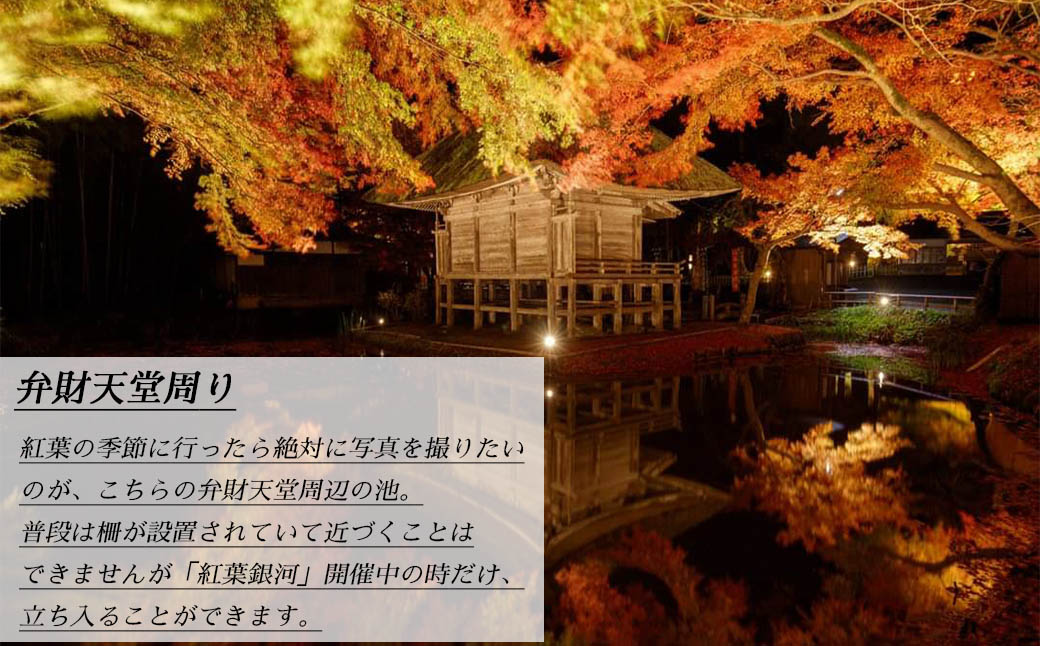 弁財天堂周り
紅葉の季節に行ったら絶対に写真を撮りたい
のが、こちらの弁財天堂周辺の池。
普段は柵が設置されていて近づくことは
できませんが「紅葉銀河」開催中の時だけ、
立ち入ることができます。